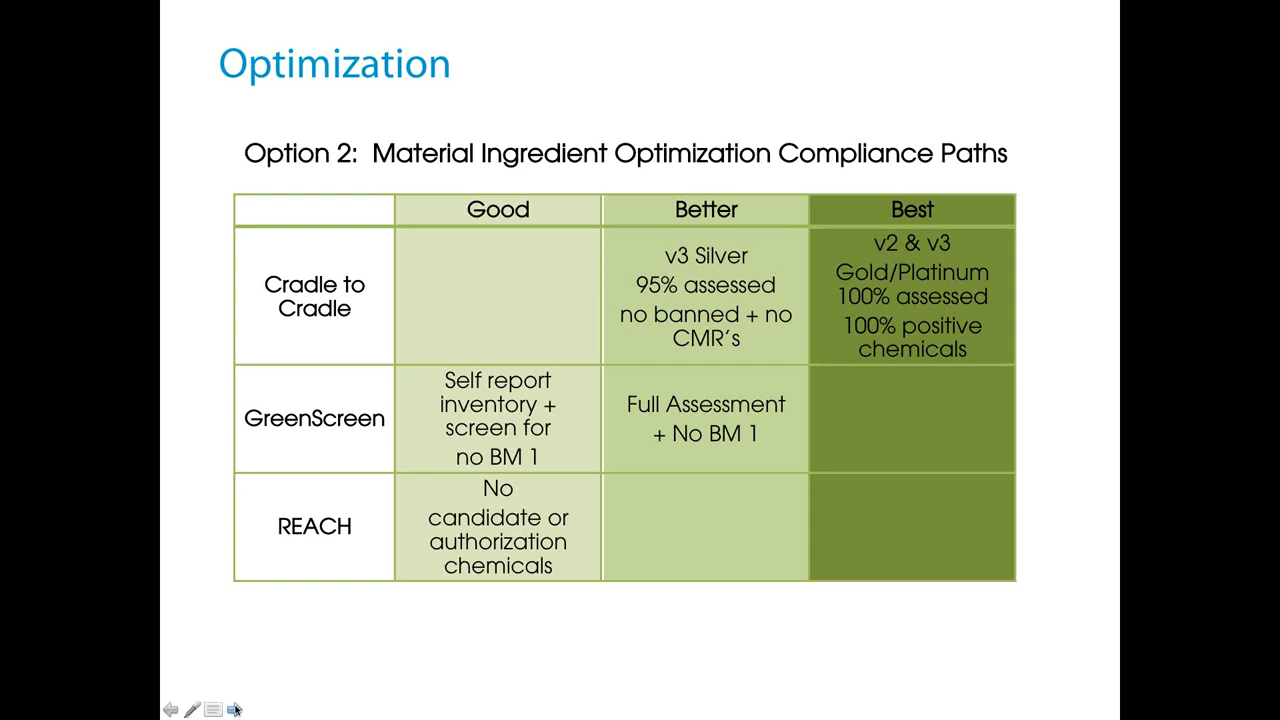 Optimization
Option 2: Material Ingredient Optimization Compliance Paths
Good
Better
Best
Cradle to
Cradle
v3 Silver
95% assessed
no banned + no
CMR’s
v2 & v3
Gold/Platinum
100% assessed
100% positive
chemicals
GreenScreen
Self report
inventory +
screen for
no BM 1
Full Assessment
+ No BM 1
REACH
No
candidate or
authorization
chemicals